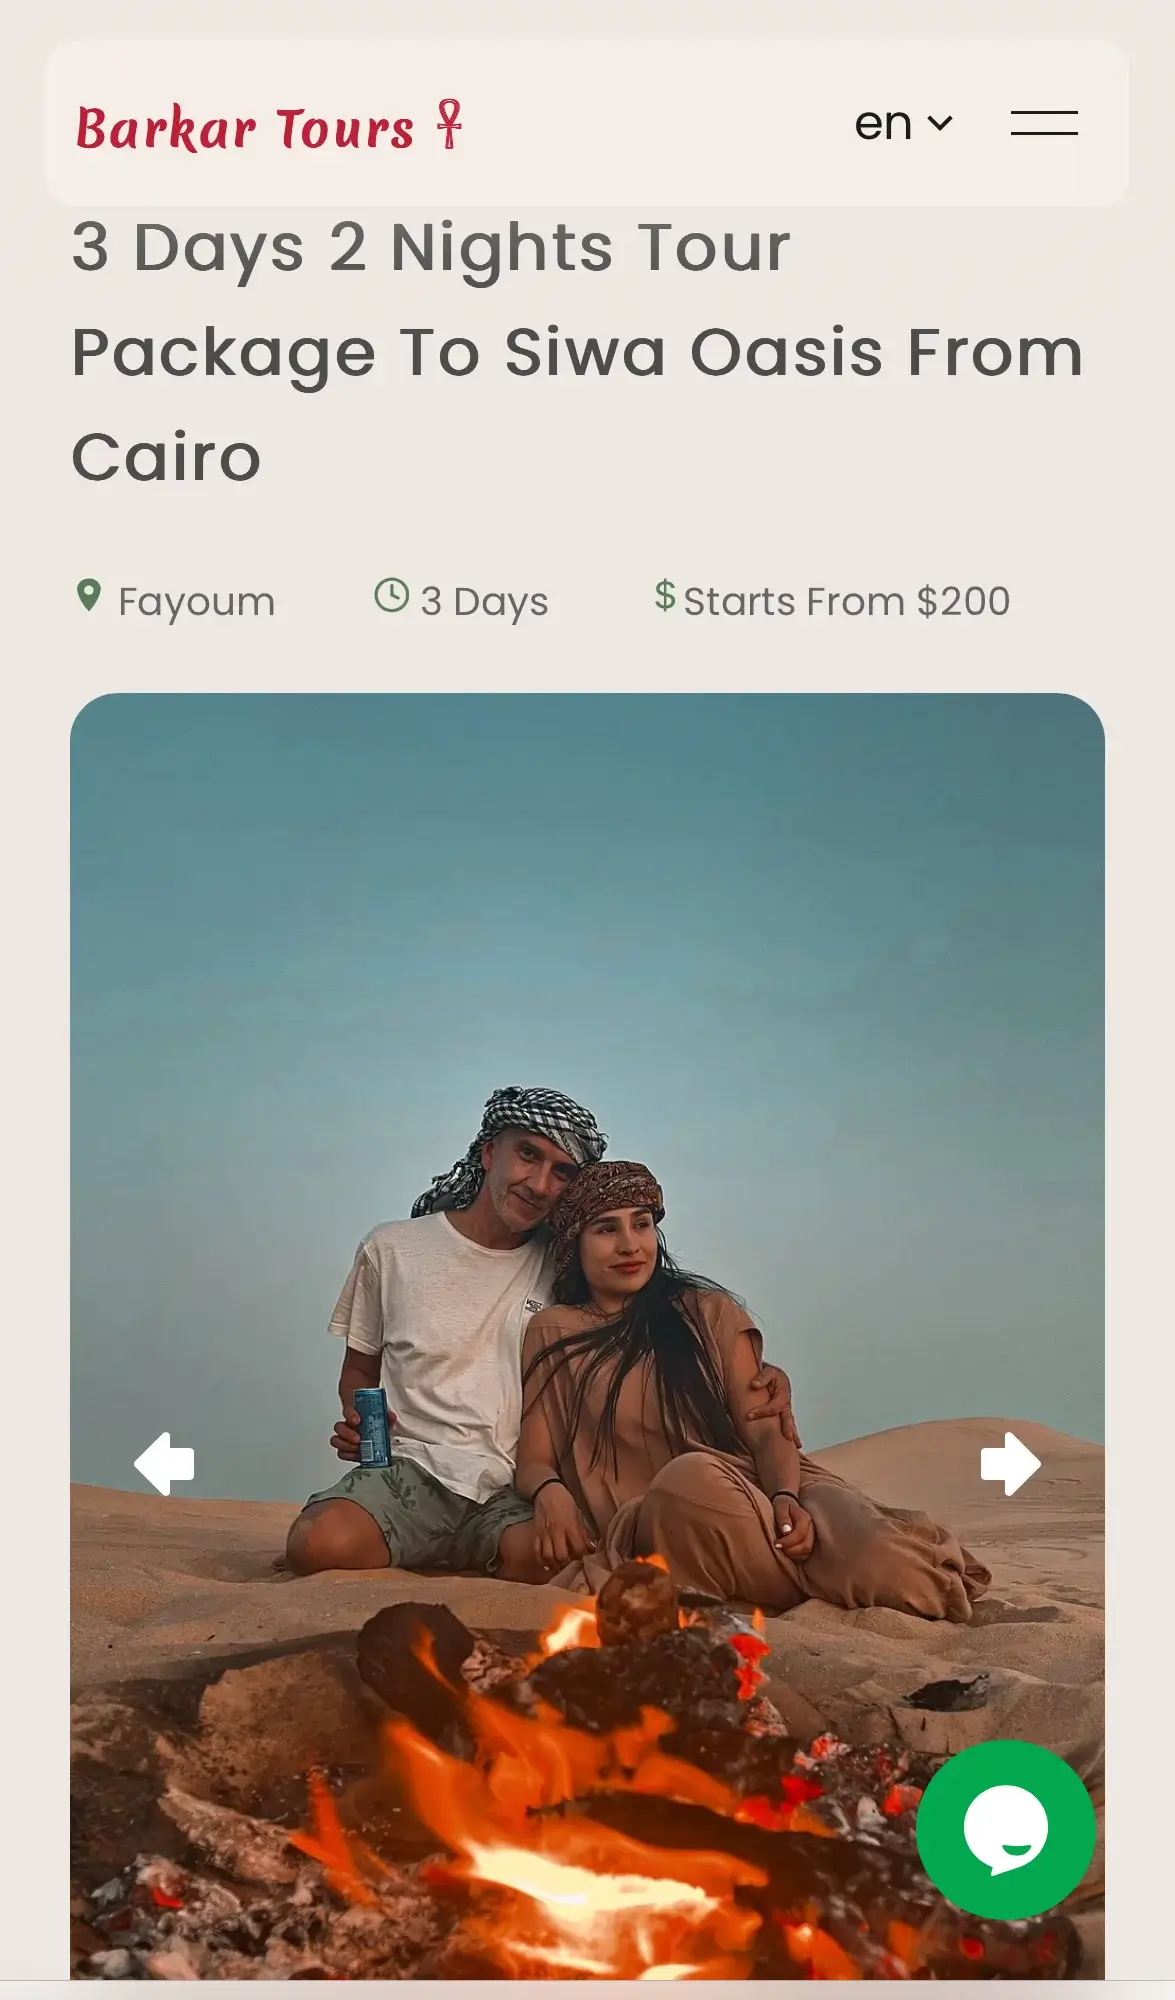 Barkar Tours
en
3 Days 2 Nights Tour
Package To Siwa Oasis From
Cairo
Fayoum
3 Days
$ Starts From $200